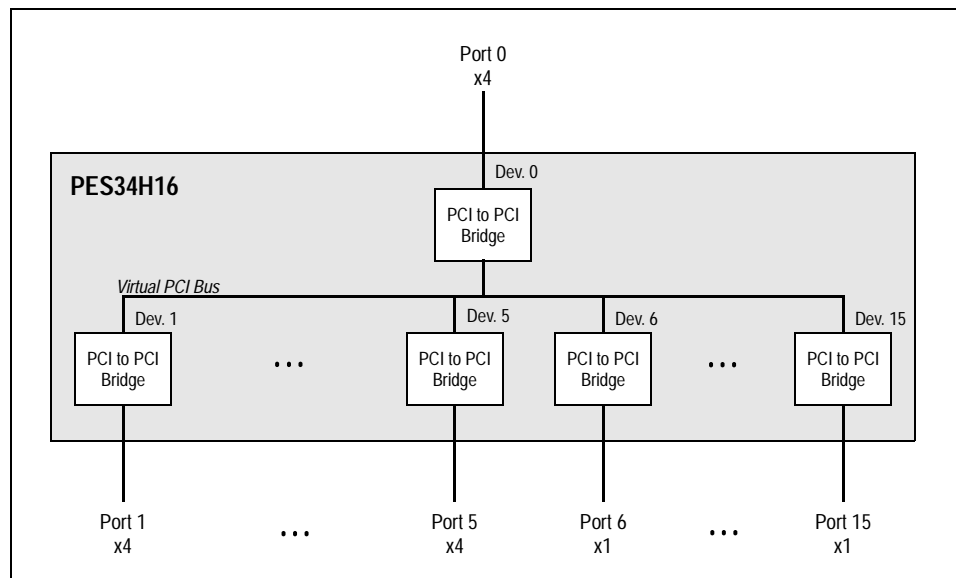 Port 0
x4
PES34H16
Dev. 0
PCI to PCI
Bridge
Virtual PCI Bus
Dev. 1
Dev. 5
Dev. 6
Dev. 15
PCI to PCI
Bridge
...
PCI to PCI
Bridge
PCI to PCI
Bridge
...
PCI to PCI
Bridge
Port 1
x4
...
Port 5
x4
Port 6
x1
...
Port 15
x1